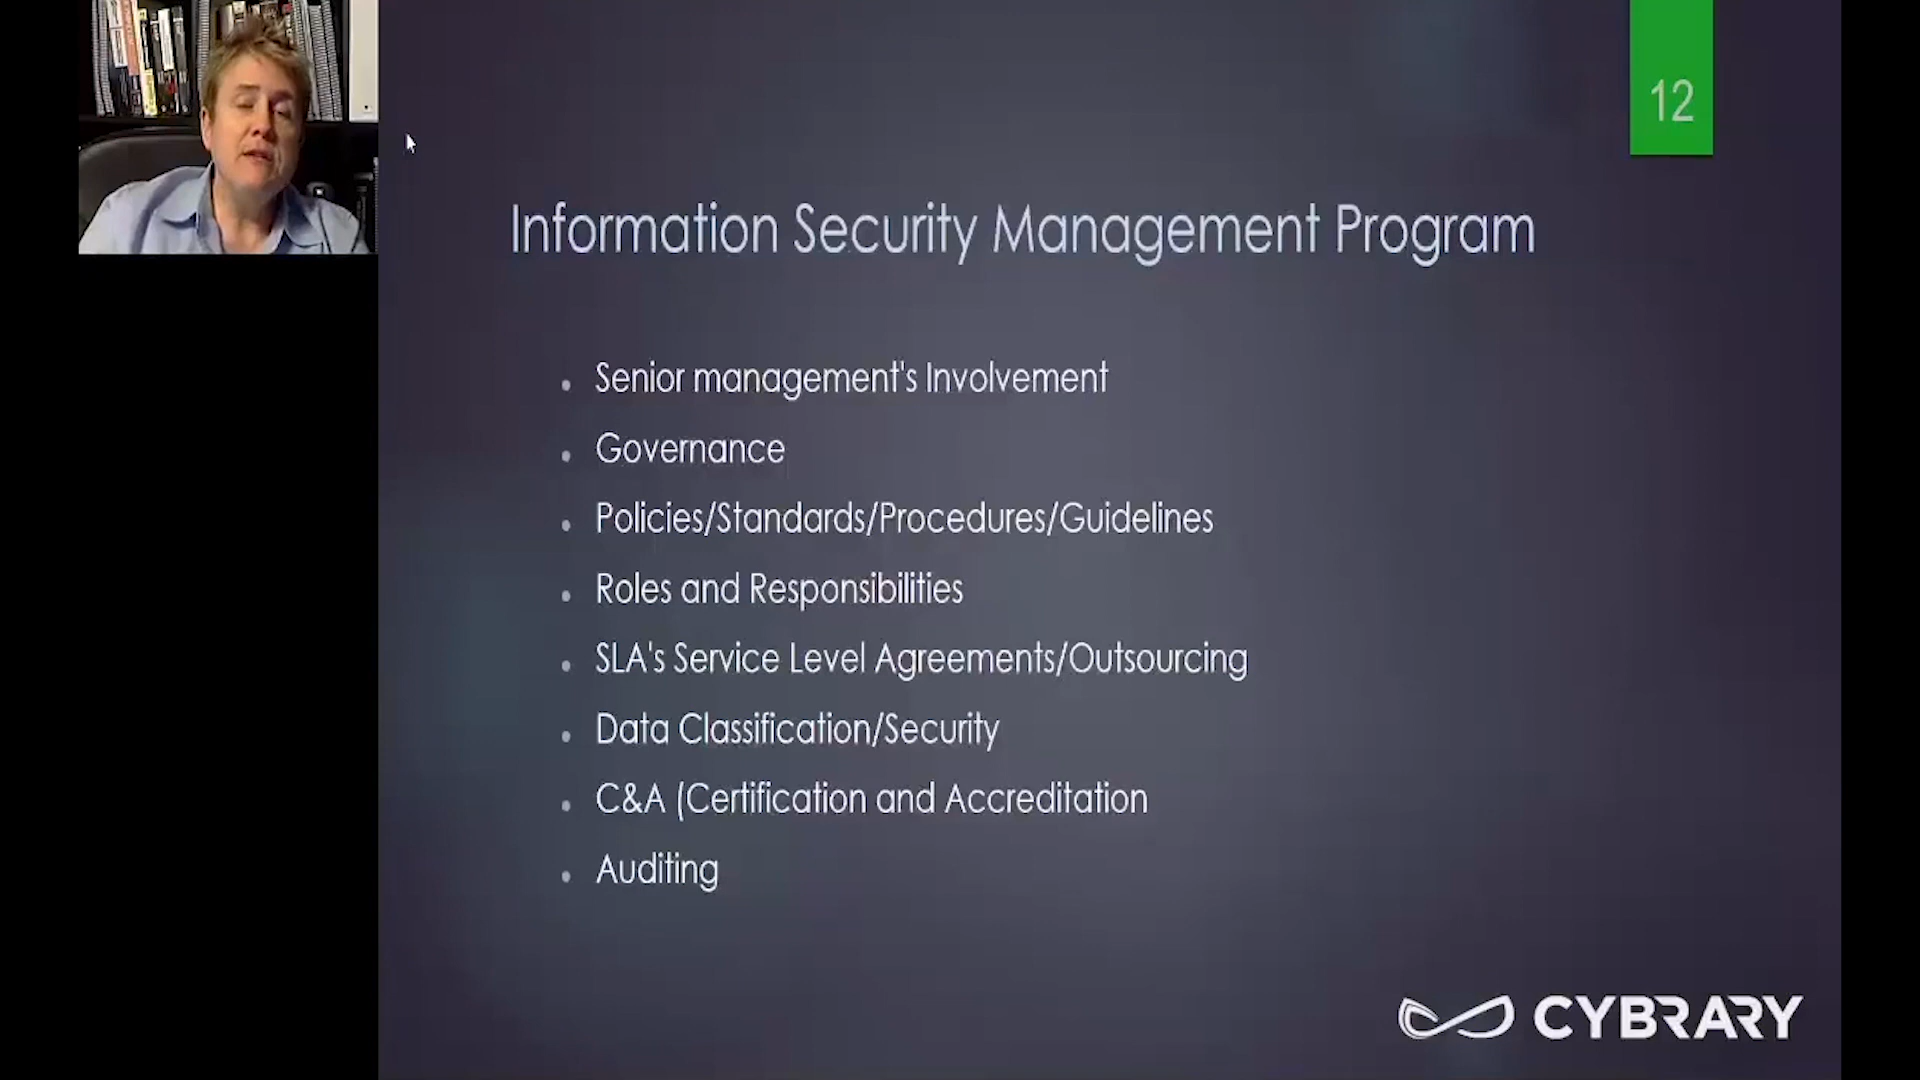 12
Information Security Management Program
Senior management's Involvement
Governance
Policies/Standards/Procedures/Guidelines
Roles and Responsibilities
SLA's Service Level Agreements/Outsourcing
Data Classification/Security
C&A (Certification and Accreditation
Auditing
CYBRARY